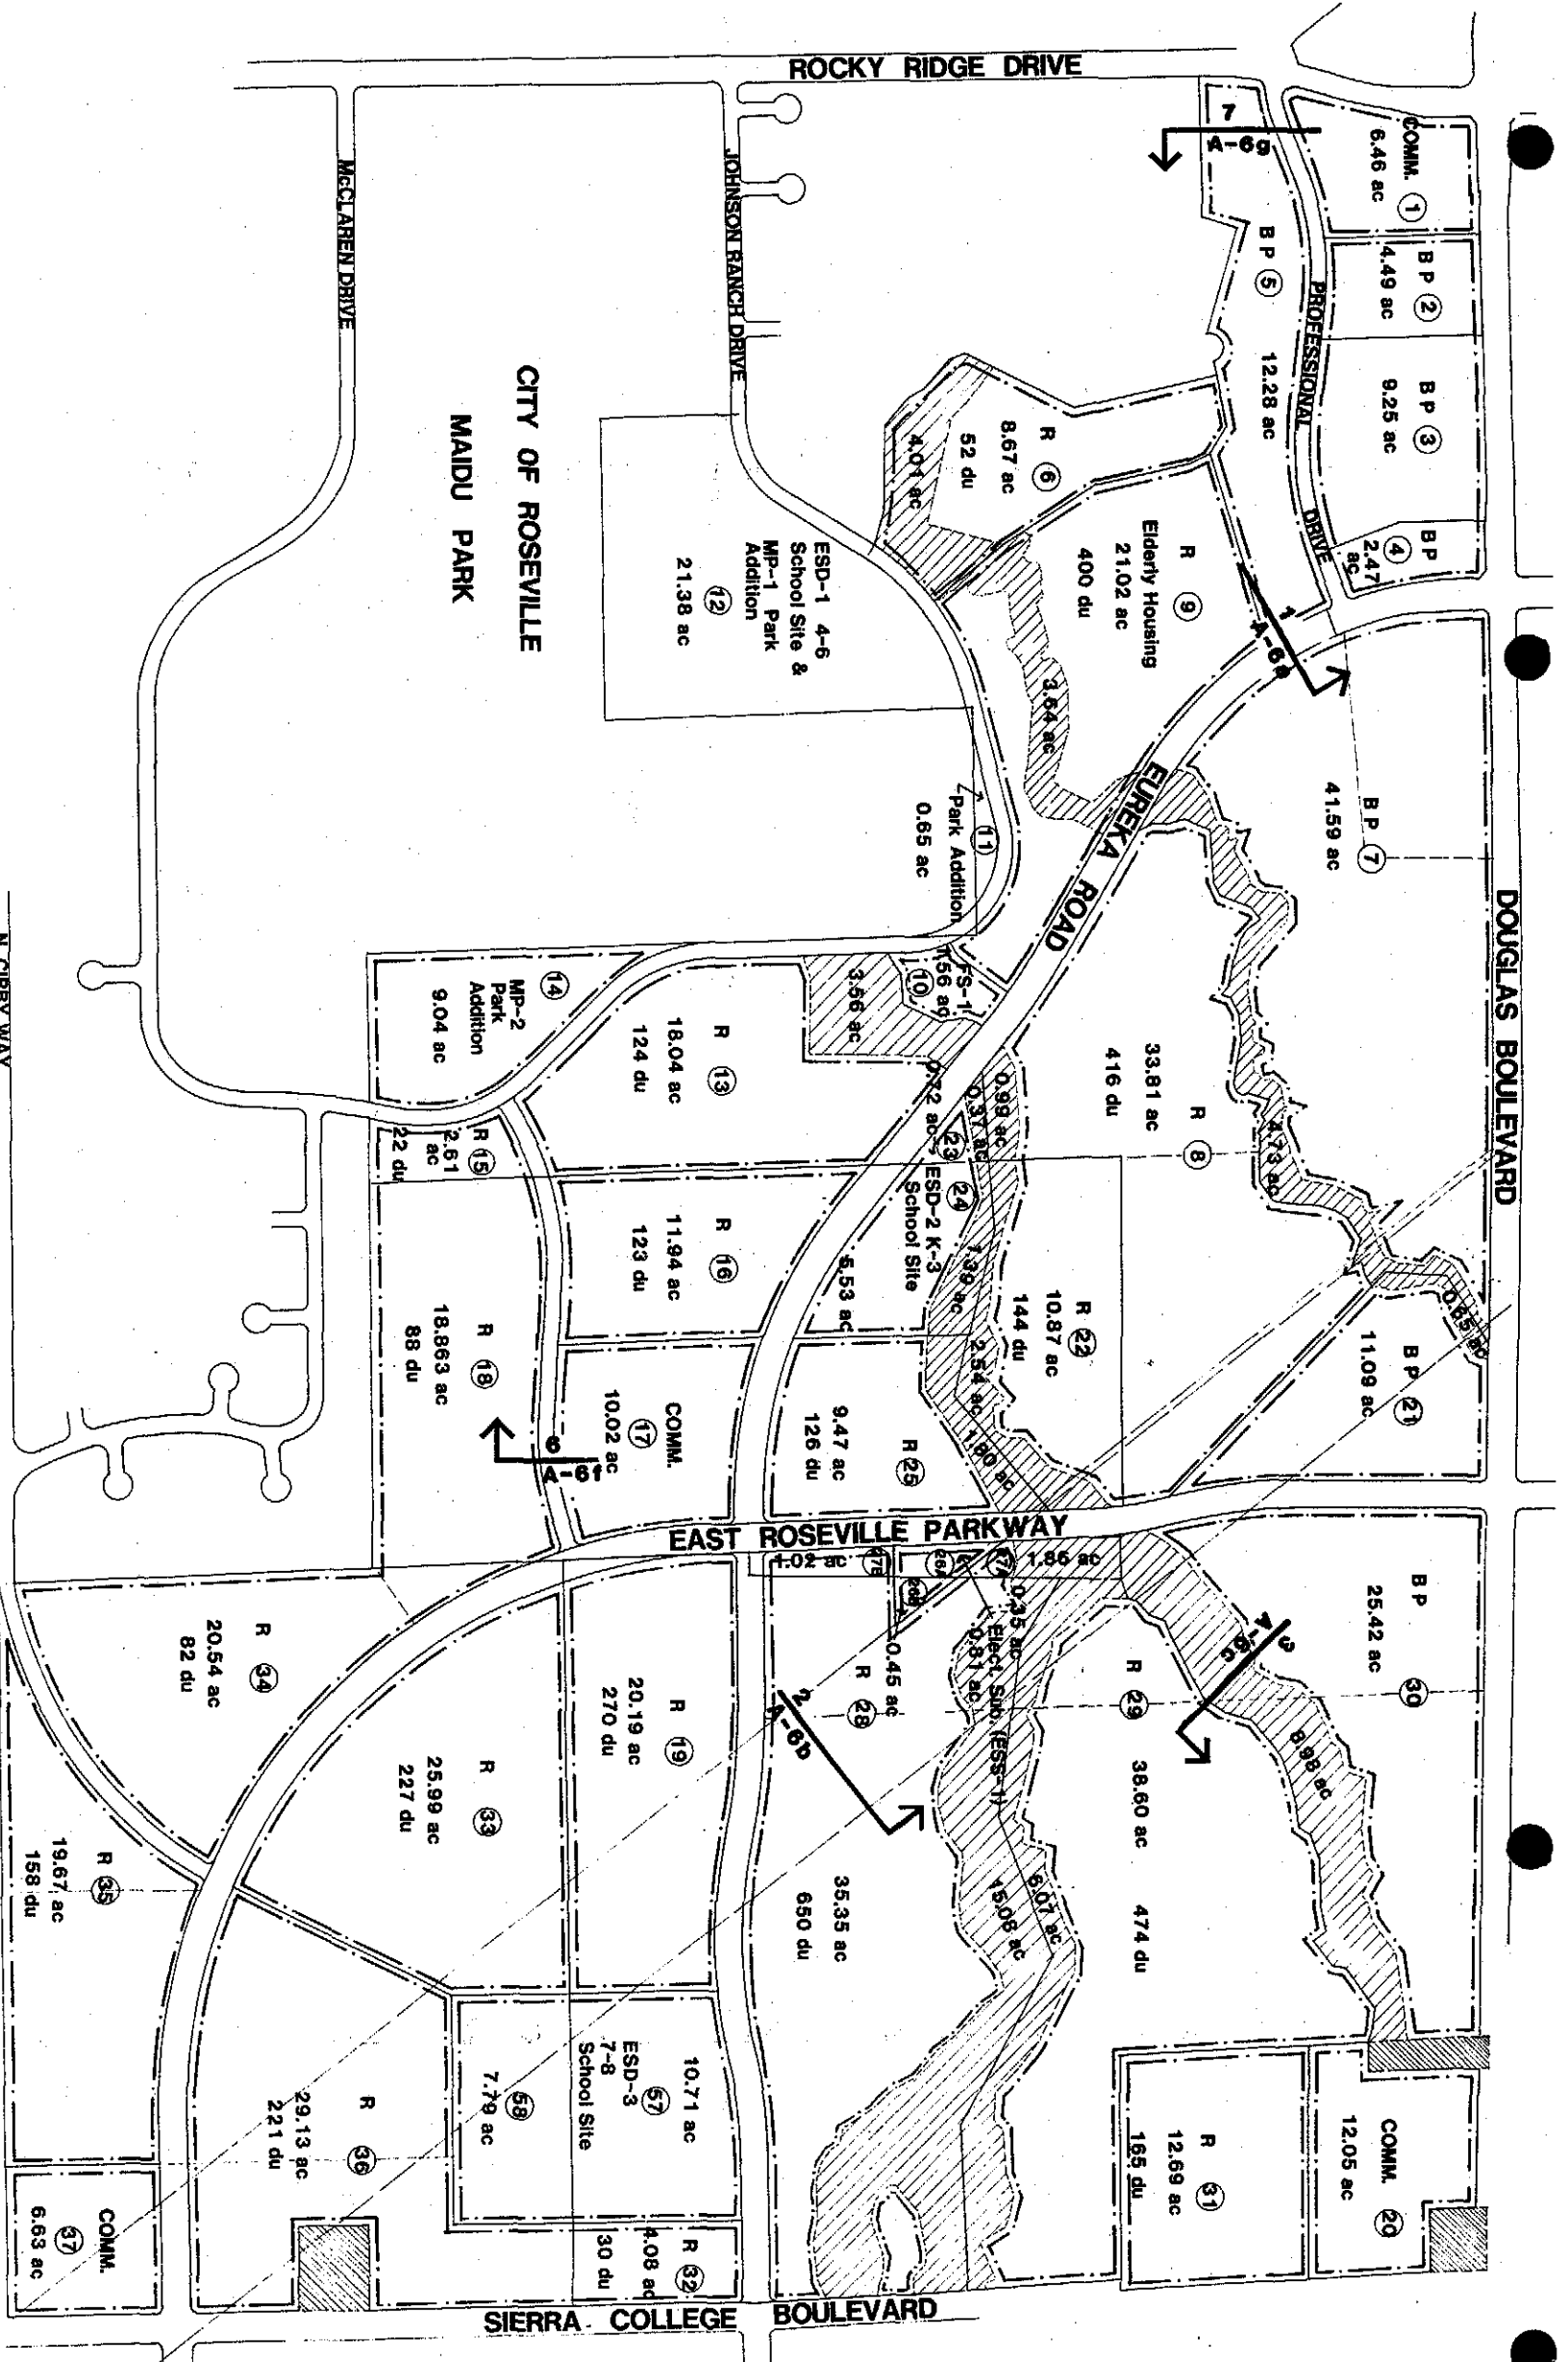 ROCKY RIDGE DRIVE
DOUGLAS BOULEVARD
PROFESSIONAL
DRIVE
JOHNSON RANCH DRIVE
McCLAREN DRIVE
EUREKA ROAD
EAST ROSEVILLE PARKWAY
SIERRA COLLEGE BOULEVARD
CITY OF ROSEVILLE
MAIDU PARK
COMM. 1
6.46 ac
B P 2
4.49 ac
B P 3
9.25 ac
B P
4
2.47
ac
7
A-6g
B P 5
12.28 ac
R 6
8.67 ac
52 du
4.01 ac
R 9
Elderly Housing
21.02 ac
400 du
3.64 ac
1
A-6a
B P 7
41.59 ac
ESD-1 4-6
School Site &
MP-1 Park
Addition
12
21.38 ac
11
Park Addition
0.65 ac
FS-1
1.56 ac
10
3.56 ac
R 8
33.81 ac
416 du
4.73 ac
0.65 ac
B P 21
11.09 ac
14
MP-2
Park
Addition
9.04 ac
R 13
18.04 ac
124 du
R 15
2.61
ac
22 du
R 16
11.94 ac
123 du
0.99 ac
0.37 ac
0.72 ac
23
24
ESD-2 K-3
School Site
5.53 ac
1.39 ac
R 22
10.87 ac
144 du
2.54 ac
1.80 ac
R 25
9.47 ac
126 du
COMM.
17
10.02 ac
R 18
18.863 ac
88 du
6
A-6f
1.02 ac
27B
26A
26B
27A
1.86 ac
0.35 ac
Elect. Sub. (ESS-1)
0.81 ac
0.45 ac
R 28
35.35 ac
650 du
2
A-6b
R 29
38.60 ac
474 du
B P
30
25.42 ac
3
A-6c
8.98 ac
6.07 ac
15.08 ac
R 34
20.54 ac
82 du
R 19
20.19 ac
270 du
R 33
25.99 ac
227 du
R 35
19.67 ac
158 du
10.71 ac
57
ESD-3
7-8
School Site
58
7.79 ac
R 36
29.13 ac
221 du
R 32
4.08 ac
30 du
COMM.
37
6.63 ac
R 31
12.69 ac
165 du
COMM. 20
12.05 ac